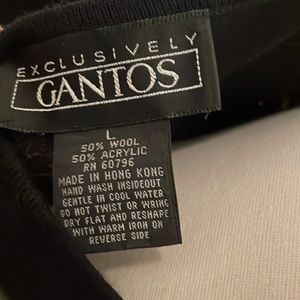 EXCLUSIVELY
GANTOS
L
50% WOOL
50% ACRYLIC
RN 60796
MADE IN HONG KONG
HAND WASH INSIDEOUT
GENTLE IN COOL WATER
DO NOT TWIST OR WRING
DRY FLAT AND RESHAPE
WITH WARM IRON ON
REVERSE SIDE